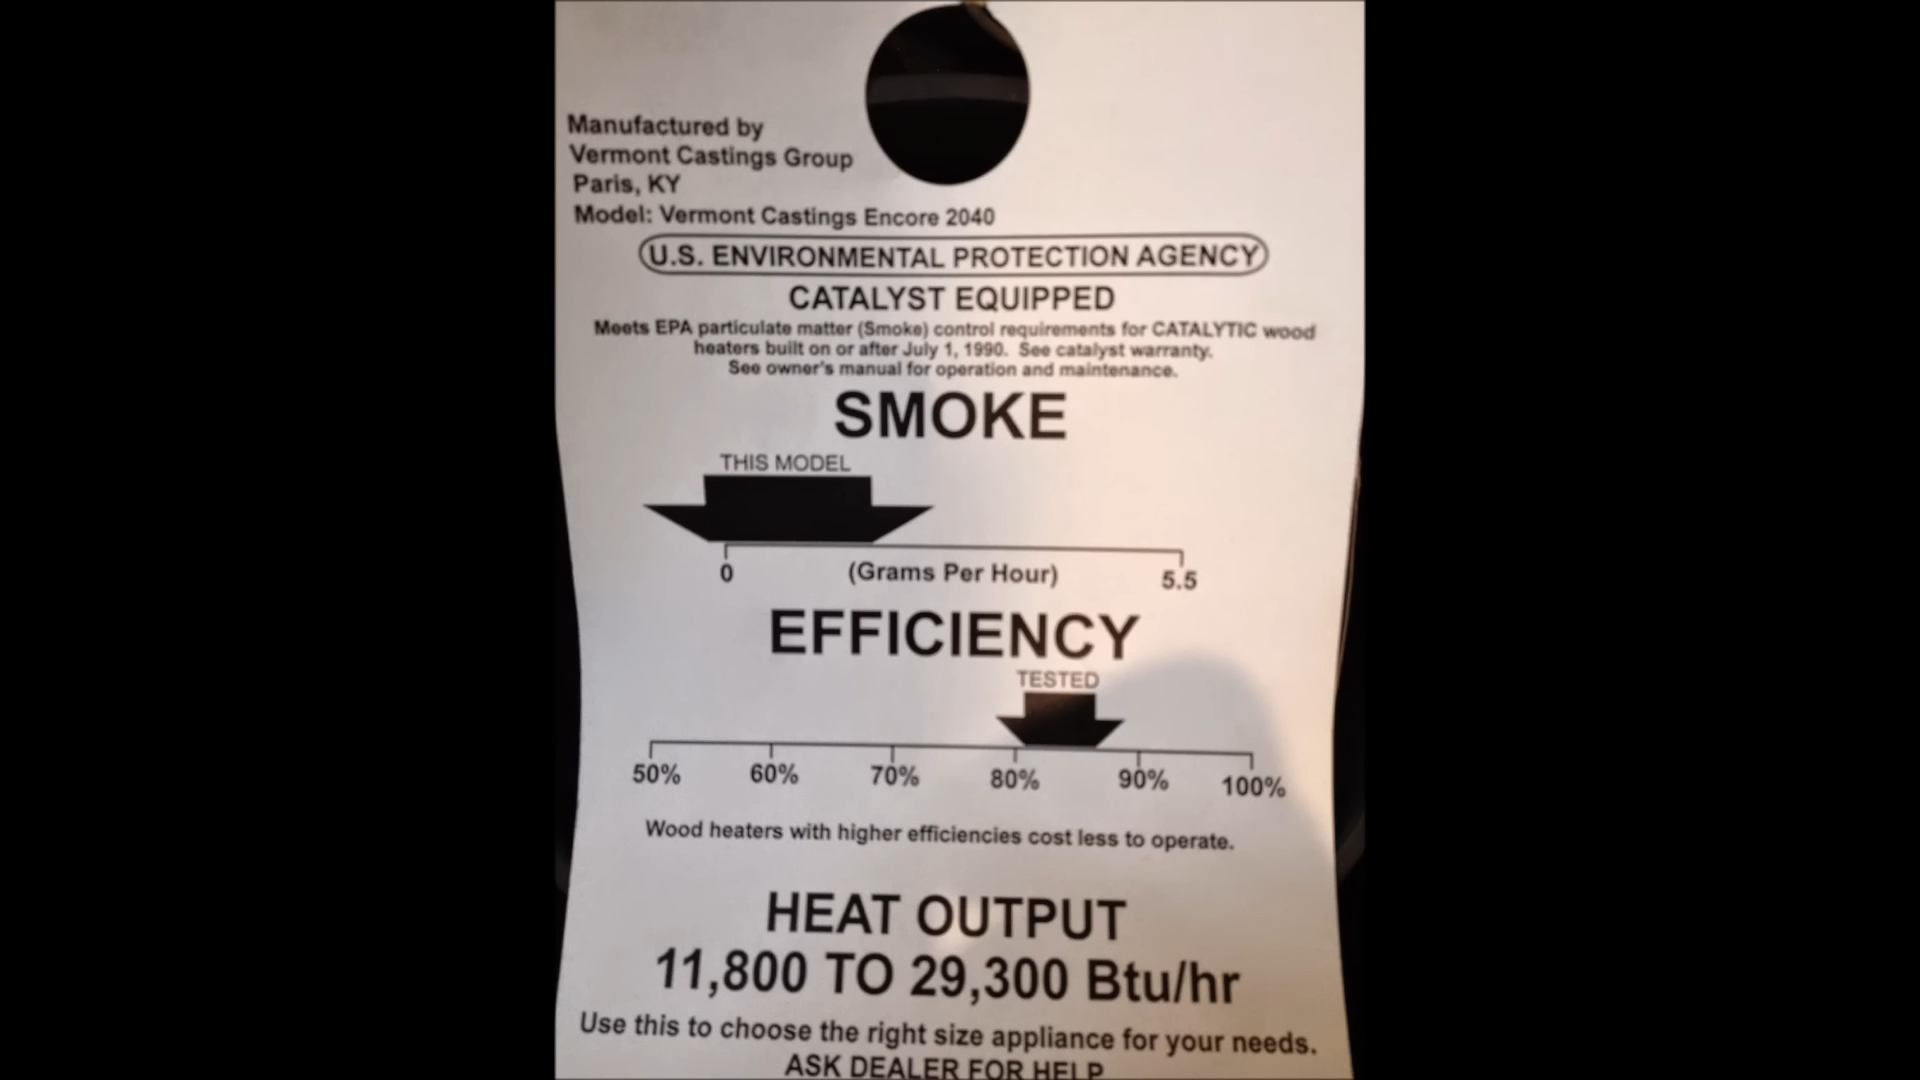 Manufactured by
Vermont Castings Group
Paris, KY
Model: Vermont Castings Encore 2040
U.S. ENVIRONMENTAL PROTECTION AGENCY
CATALYST EQUIPPED
Meets EPA particulate matter (Smoke) control requirements for CATALYTIC wood
heaters built on or after July 1, 1990. See catalyst warranty.
See owner's manual for operation and maintenance.
SMOKE
THIS MODEL
0 (Grams Per Hour) 5.5
EFFICIENCY
TESTED
50% 60% 70% 80% 90% 100%
Wood heaters with higher efficiencies cost less to operate.
HEAT OUTPUT
11,800 TO 29,300 Btu/hr
Use this to choose the right size appliance for your needs.
ASK DEALER FOR HELP